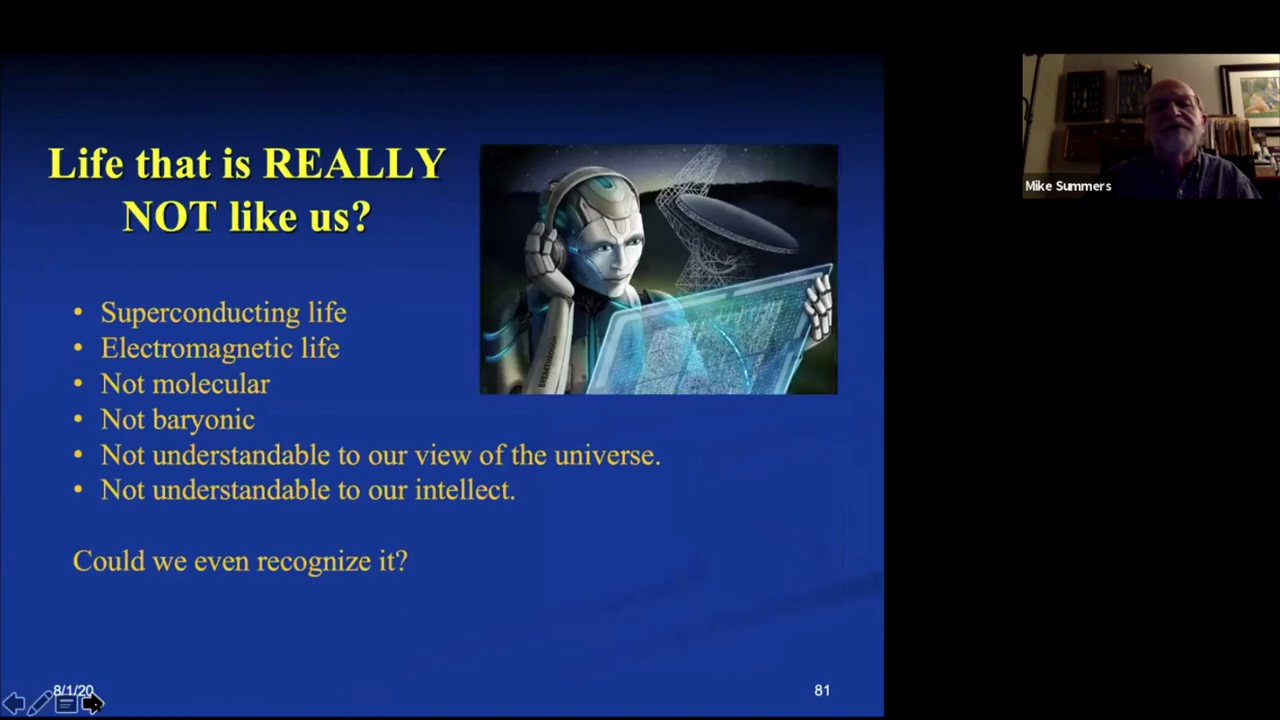 Life that is REALLY
NOT like us?
• Superconducting life
• Electromagnetic life
• Not molecular
• Not baryonic
• Not understandable to our view of the universe.
• Not understandable to our intellect.
Could we even recognize it?
8/1/20
81
Mike Summers